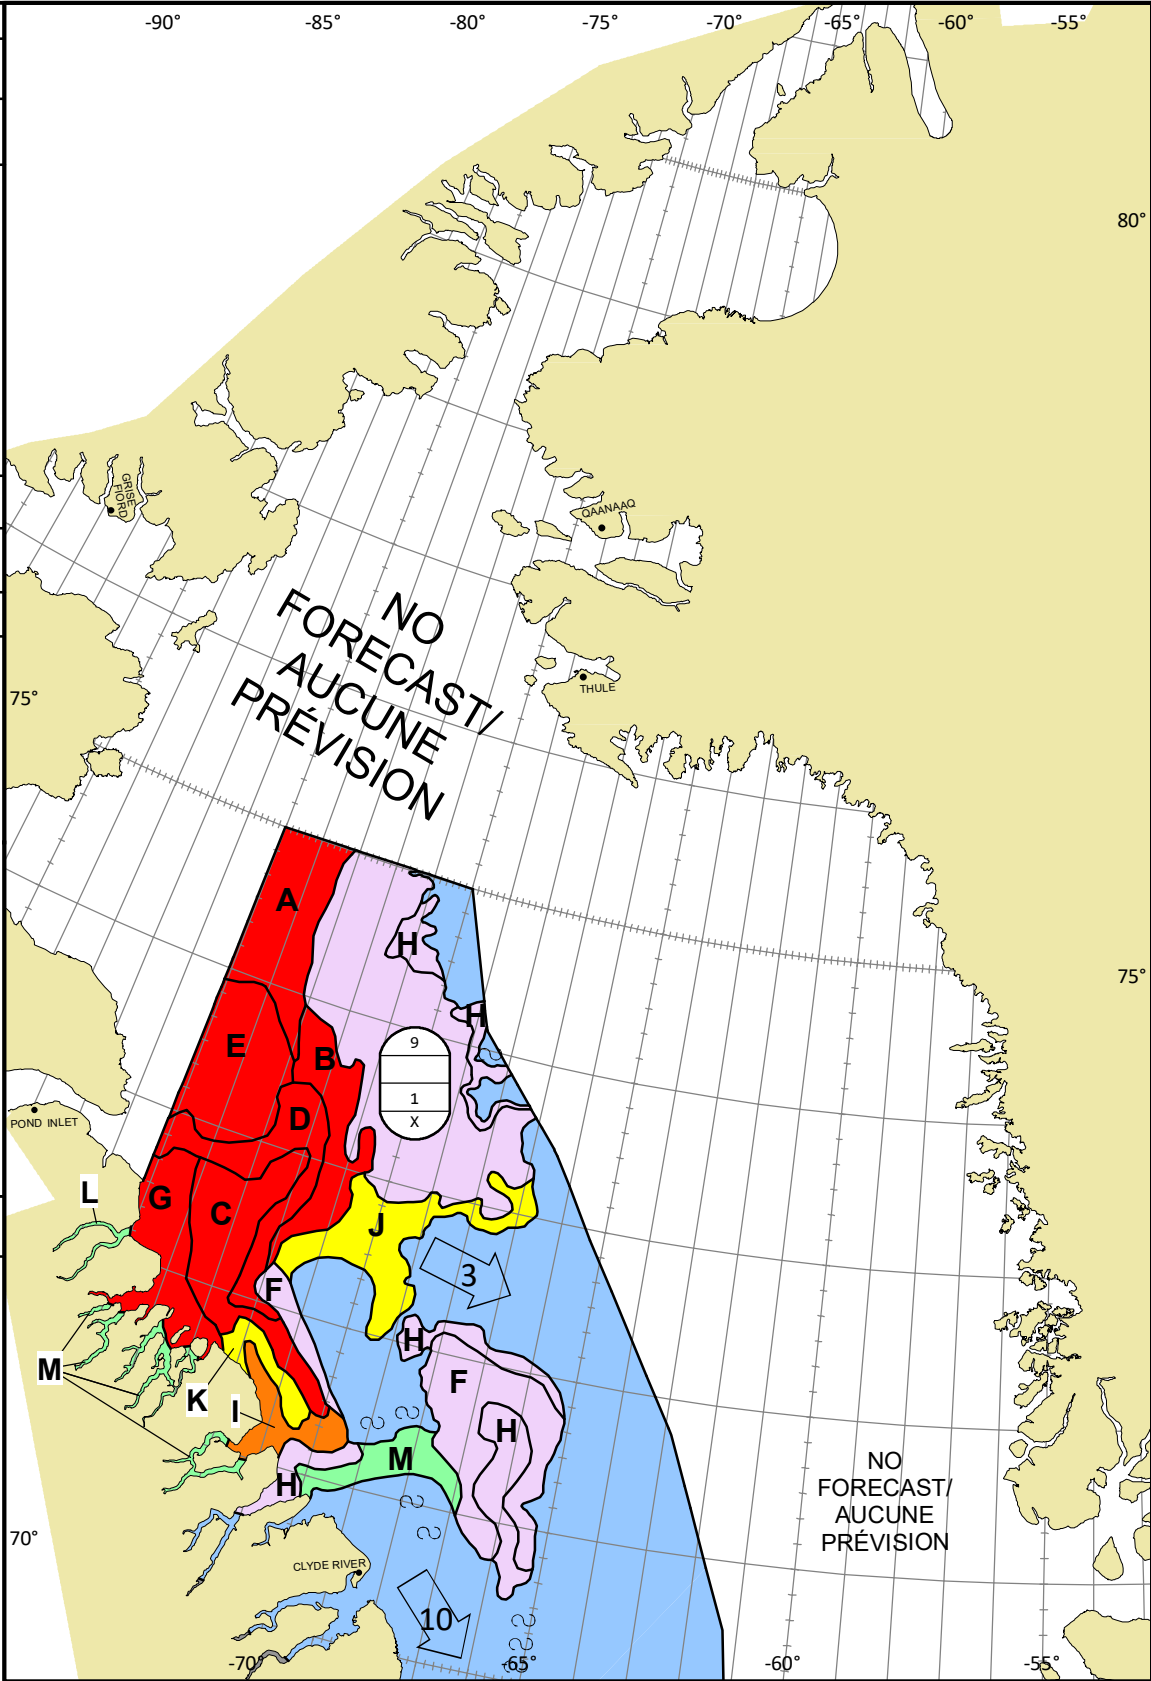 -90° -85° -80° -75° -70° -65° -60° -55°
80°
GRISE
FIORD
QAANAAQ
NO
FORECAST/
AUCUNE
PRÉVISION
THULE
75°
A
H
75°
H
E
B
9
1
X
D
POND INLET
L
G
C
J
3
F
H
M
F
K
I
H
M
H
NO
FORECAST/
AUCUNE
PRÉVISION
70°
CLYDE RIVER
10
-70° -65° -60° -55°